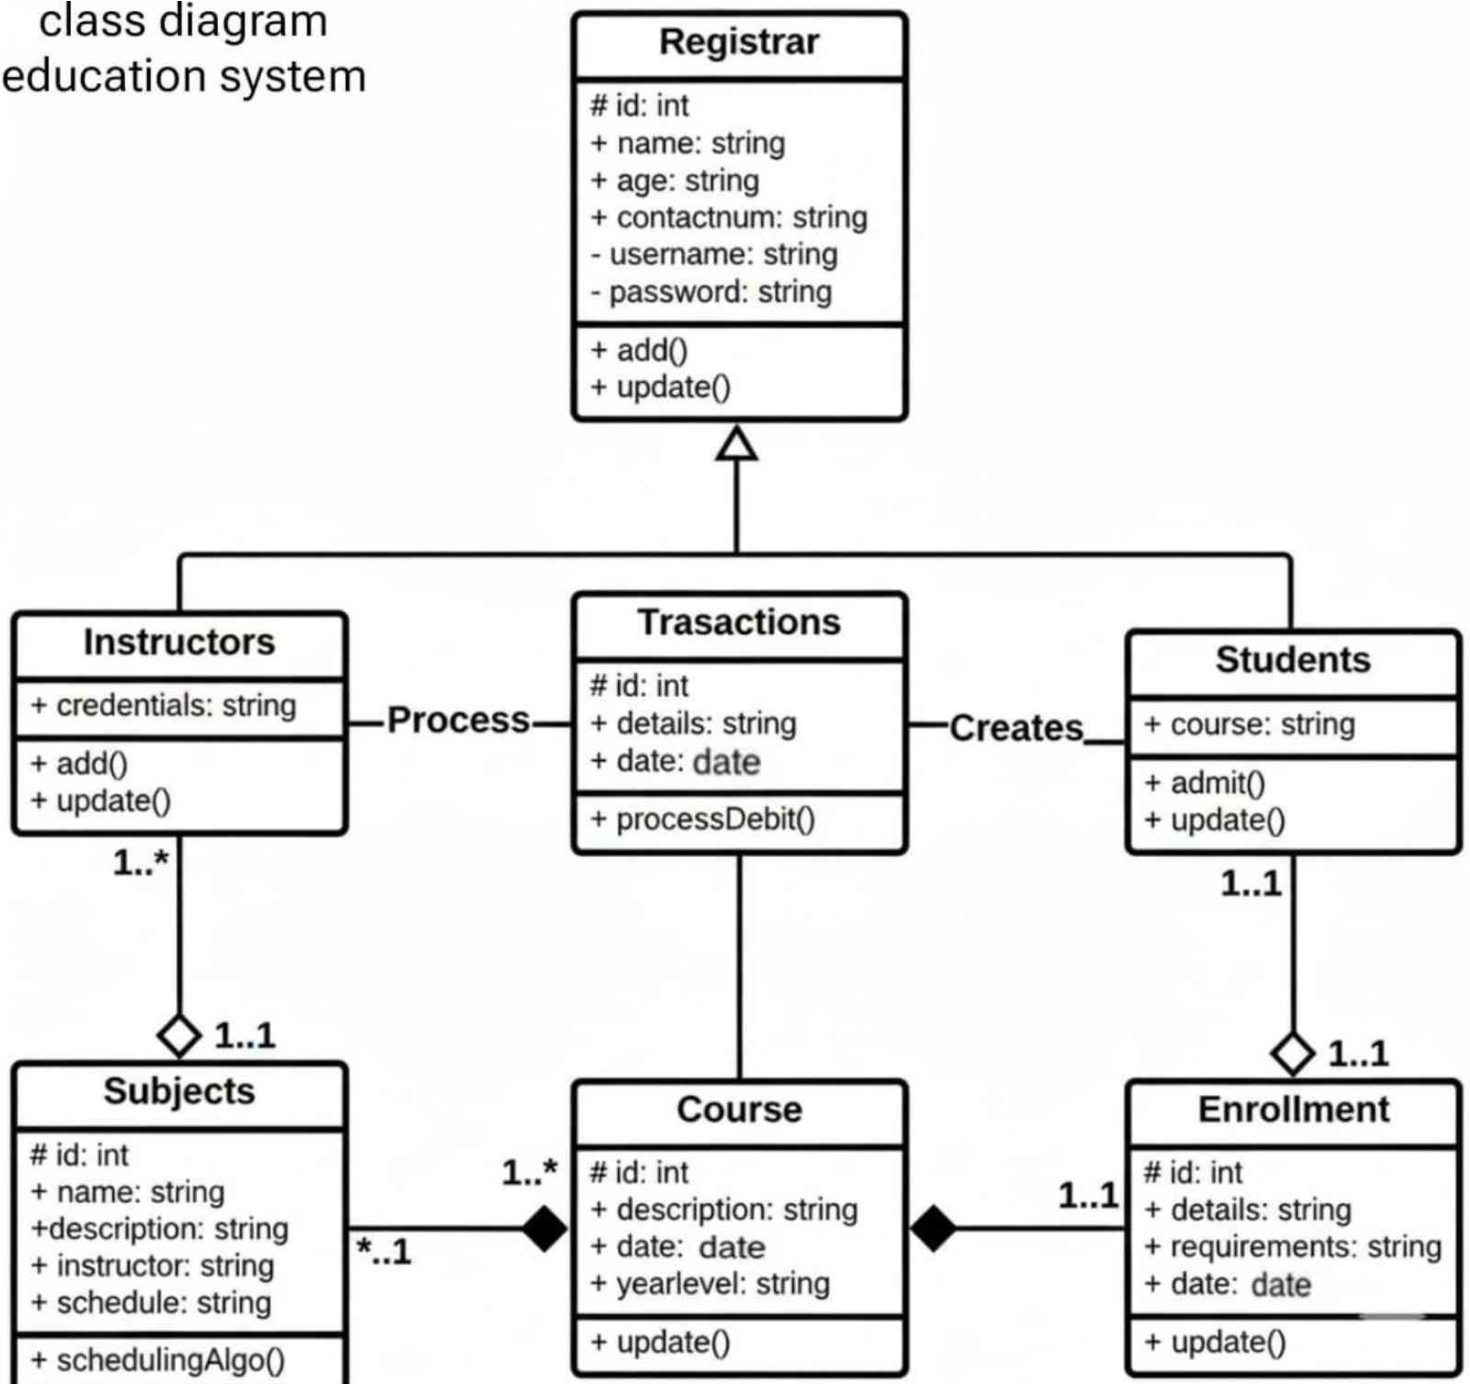 class diagram
education system
Registrar
# id: int
+ name: string
+ age: string
+ contactnum: string
- username: string
- password: string
+ add()
+ update()
Instructors
+ credentials: string
+ add()
+ update()
Process
Trasactions
# id: int
+ details: string
+ date: date
+ processDebit()
Creates
Students
+ course: string
+ admit()
+ update()
1..*
1..1
1..1
1..1
Subjects
# id: int
+ name: string
+description: string
+ instructor: string
+ schedule: string
+ schedulingAlgo()
*..1
1..*
Course
# id: int
+ description: string
+ date: date
+ yearlevel: string
+ update()
1..1
Enrollment
# id: int
+ details: string
+ requirements: string
+ date: date
+ update()